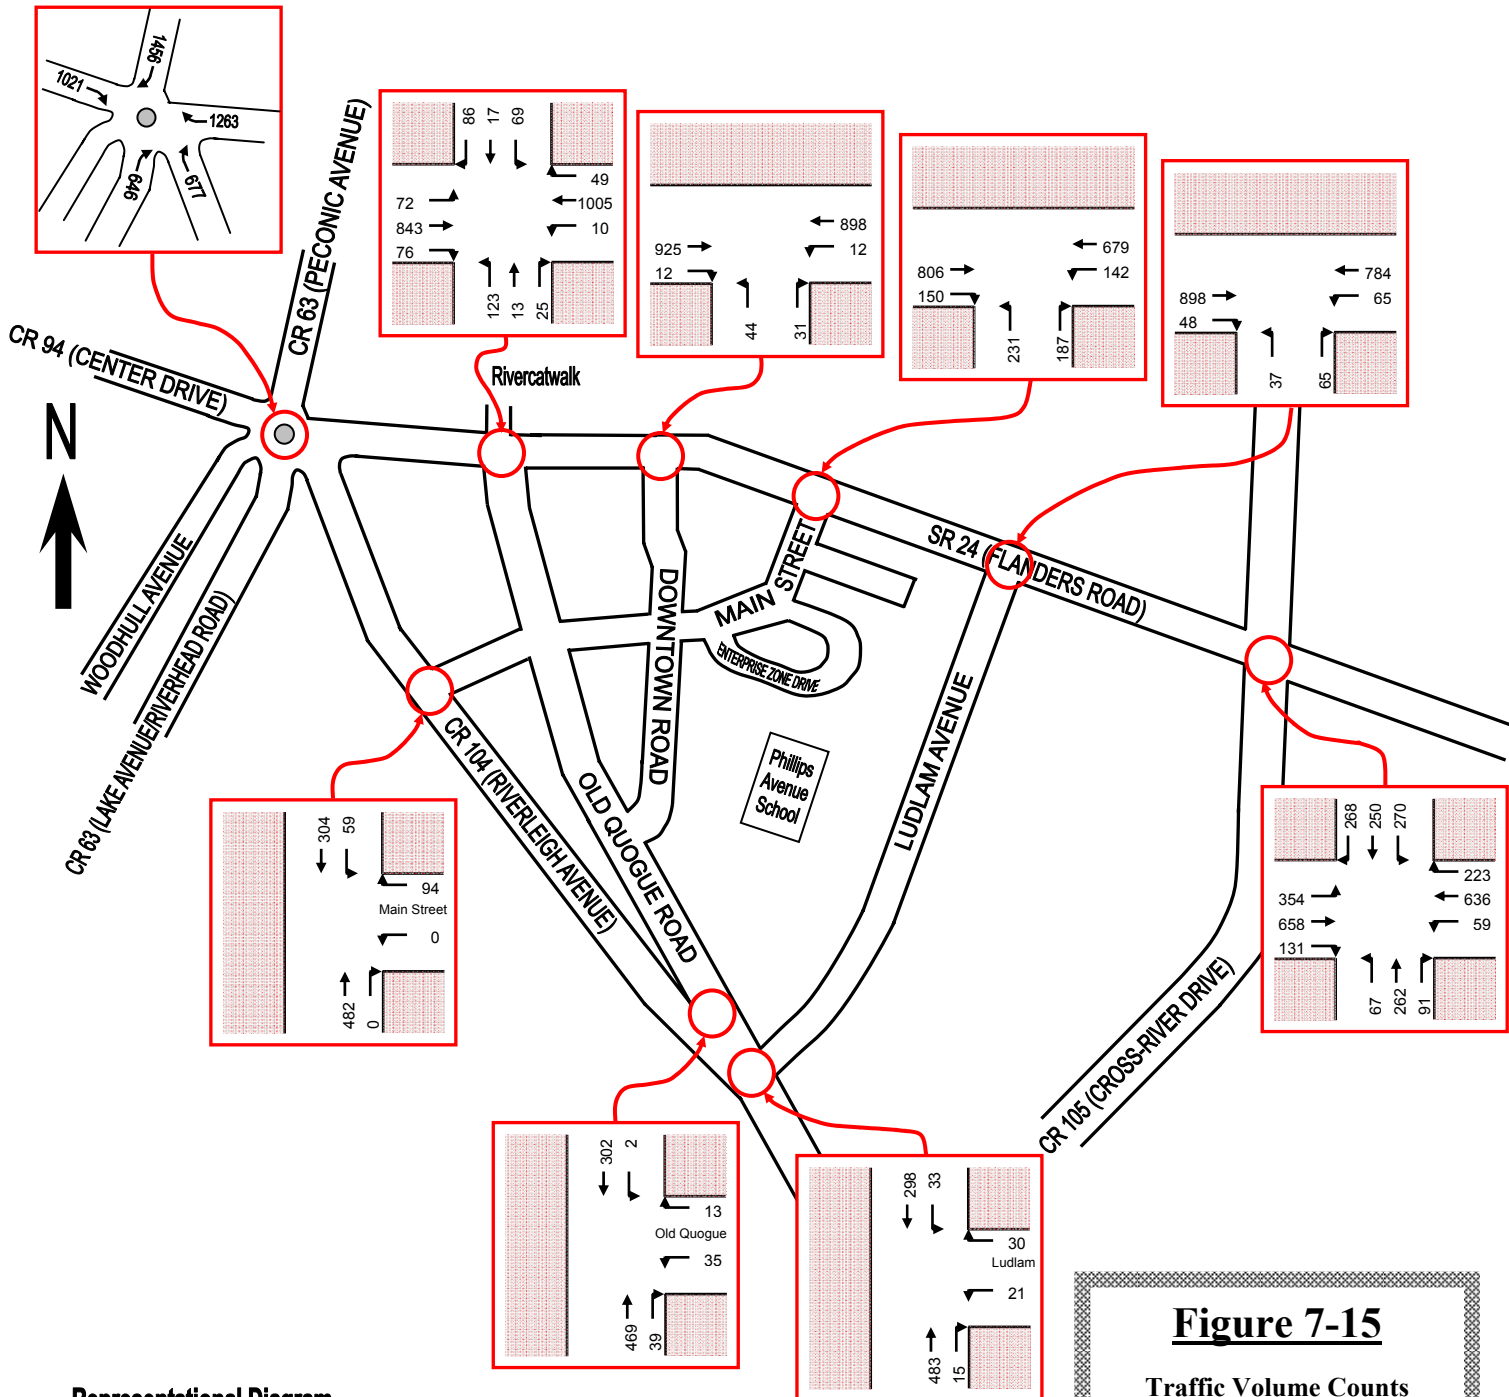 1456
1021
1263
646
677
86 17 69
49
72
1005
843
10
76
123 13 25
898
925
12
12
44 31
679
806
142
150
231 187
784
898
65
48
37 65
CR 63 (PECONIC AVENUE)
CR 94 (CENTER DRIVE)
Rivercatwalk
N
SR 24 (FLANDERS ROAD)
MAIN STREET
ENTERPRISE ZONE DRIVE
DOWNTOWN ROAD
WOODHULL AVENUE
CR 63 (LAKE AVENUE/RIVERHEAD ROAD)
CR 104 (RIVERLEIGH AVENUE)
OLD QUOGUE ROAD
LUDLAM AVENUE
Phillips
Avenue
School
CR 105 (CROSS-RIVER DRIVE)
304 59
94
Main Street
0
482 0
268 250 270
223
354
636
658
59
131
67 262 91
302 2
13
Old Quogue
35
469 39
298 33
30
Ludlam
21
483 15
Figure 7-15
Traffic Volume Counts
Representational Diagram